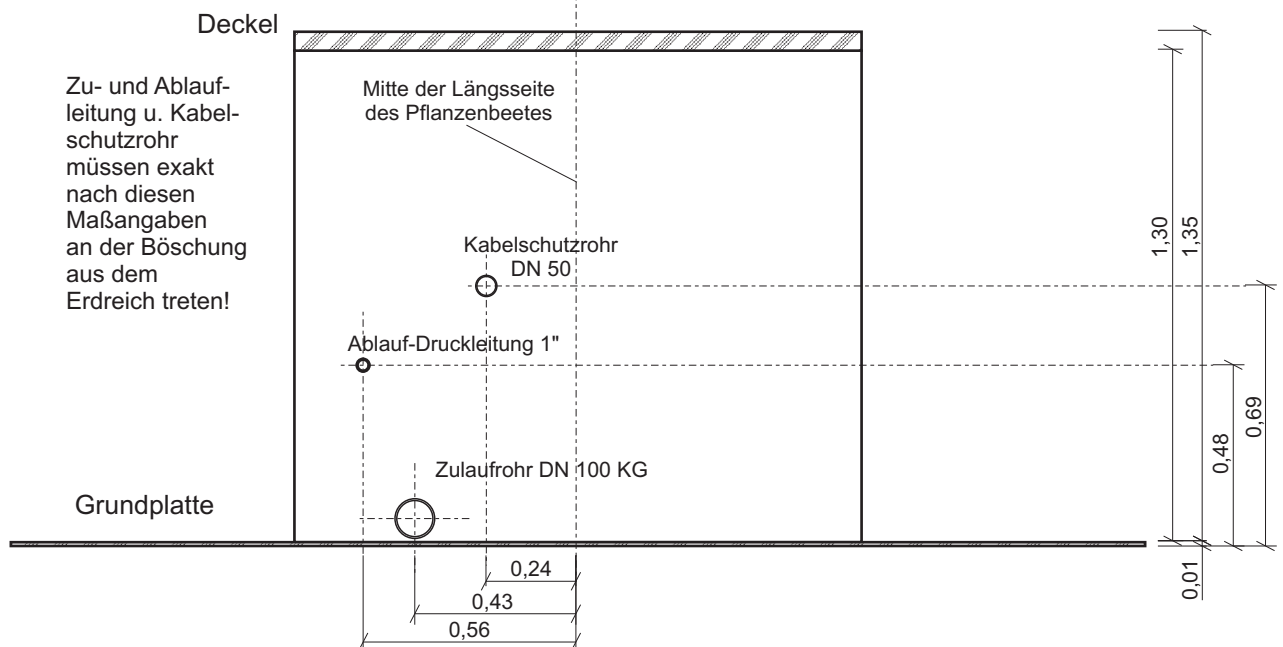 Deckel
Zu- und Ablauf-
leitung u. Kabel-
schutzrohr
müssen exakt
nach diesen
Maßangaben
an der Böschung
aus dem
Erdreich treten!
Mitte der Längsseite
des Pflanzenbeetes
Kabelschutzrohr
DN 50
Ablauf-Druckleitung 1"
Zulaufrohr DN 100 KG
Grundplatte
1,30
1,35
0,69
0,48
0,01
0,24
0,43
0,56